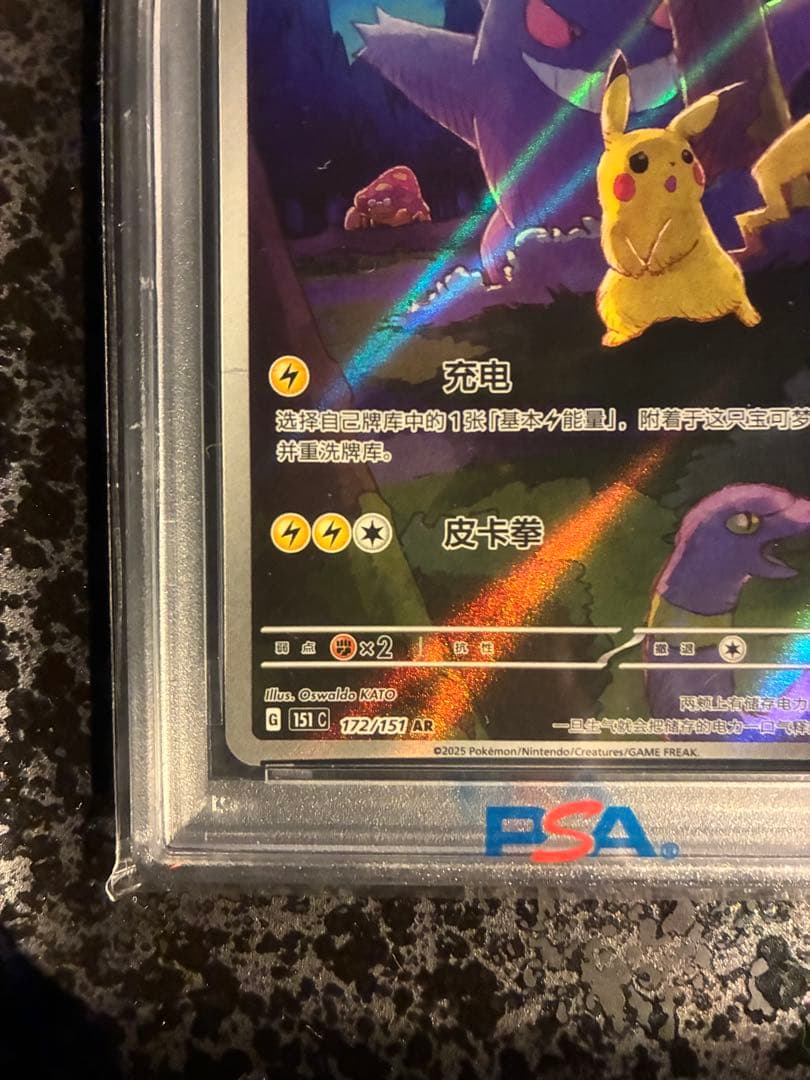 充电
选择自己牌库中的1张「基本 能量」，附着于这只宝可梦
并重洗牌库。
皮卡拳
弱点 ×2 抗性 撤退
Illus. Oswaldo KATO
两颊上有储存电力
G 151 C 172/151 AR
一旦生气就会把储存的电力一口气释
©2025 Pokémon/Nintendo/Creatures/GAME FREAK.
PSA®